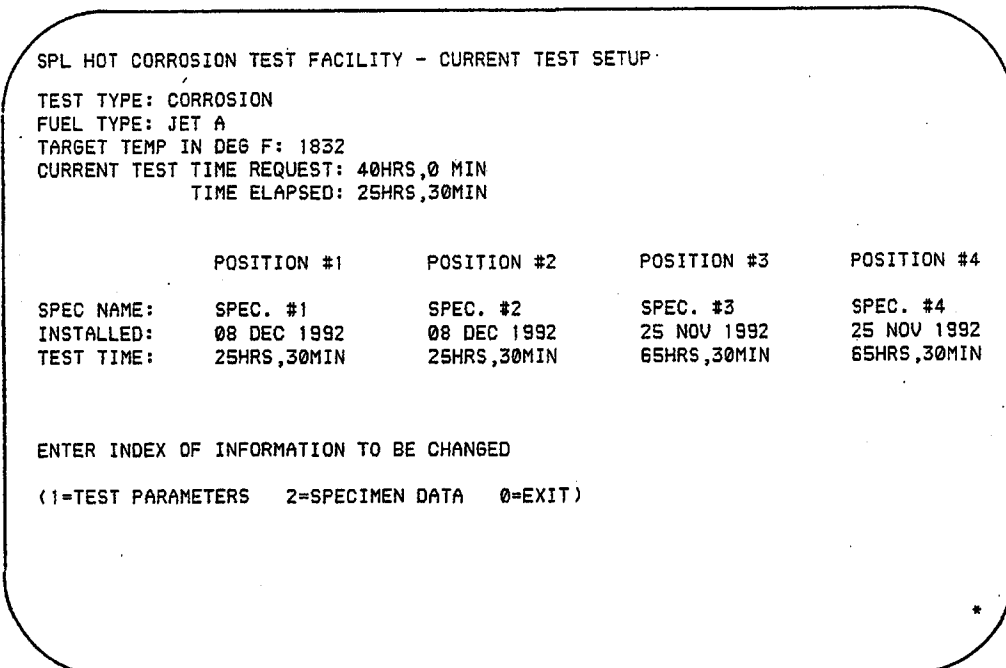 SPL HOT CORROSION TEST FACILITY - CURRENT TEST SETUP
TEST TYPE: CORROSION
FUEL TYPE: JET A
TARGET TEMP IN DEG F: 1832
CURRENT TEST TIME REQUEST: 40HRS,0 MIN
TIME ELAPSED: 25HRS,30MIN
POSITION #1 POSITION #2 POSITION #3 POSITION #4
SPEC NAME: SPEC. #1 SPEC. #2 SPEC. #3 SPEC. #4
INSTALLED: 08 DEC 1992 08 DEC 1992 25 NOV 1992 25 NOV 1992
TEST TIME: 25HRS,30MIN 25HRS,30MIN 65HRS,30MIN 65HRS,30MIN
ENTER INDEX OF INFORMATION TO BE CHANGED
(1=TEST PARAMETERS 2=SPECIMEN DATA 0=EXIT)
*